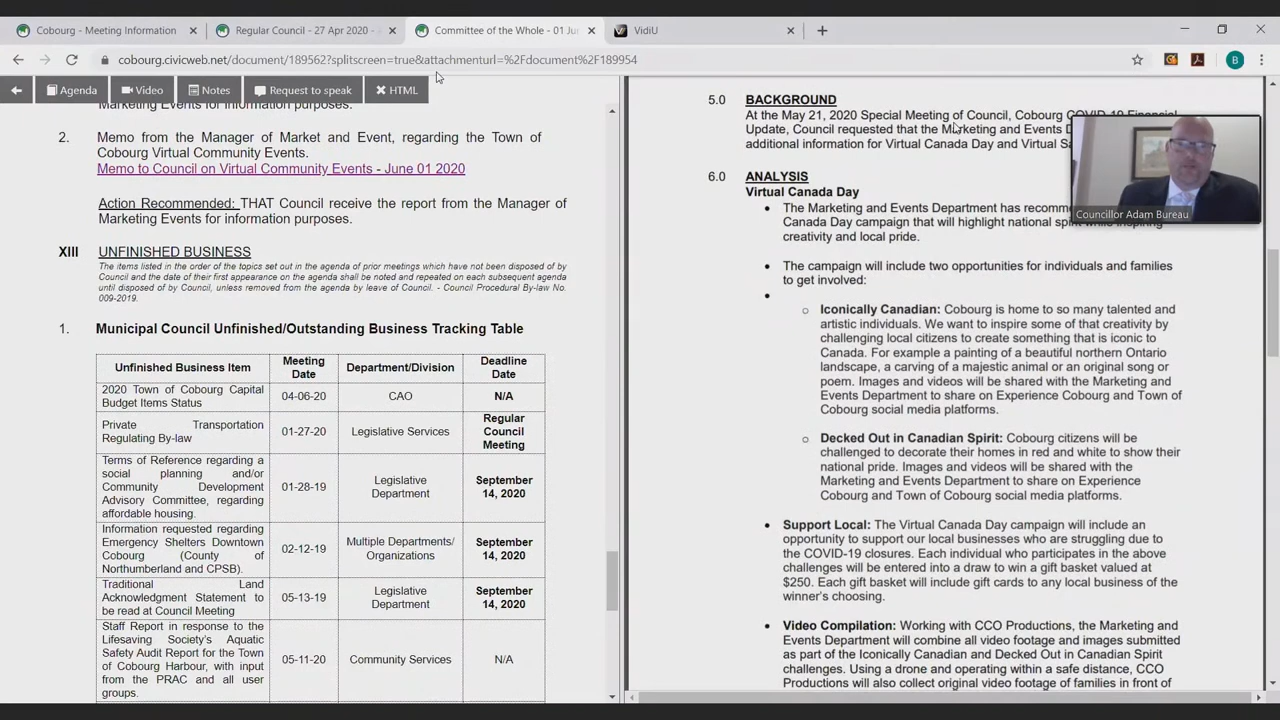 Cobourg - Meeting Information
Regular Council - 27 Apr 2020 -
Committee of the Whole - 01 Jun
VidiU
cobourg.civicweb.net/document/189562?splitscreen=true&attachmenturl=%2Fdocument%2F189954
B
Agenda
Video
Notes
Request to speak
HTML
Marketing Events for information purposes.
2. Memo from the Manager of Market and Event, regarding the Town of
Cobourg Virtual Community Events.
Memo to Council on Virtual Community Events - June 01 2020
Action Recommended: THAT Council receive the report from the Manager of
Marketing Events for information purposes.
XIII UNFINISHED BUSINESS
The items listed in the order of the topics set out in the agenda of prior meetings which have not been disposed of by
Council and the date of their first appearance on the agenda shall be noted and repeated on each subsequent agenda
until disposed of by Council, unless removed from the agenda by leave of Council. - Council Procedural By-law No.
009-2019.
1. Municipal Council Unfinished/Outstanding Business Tracking Table
Unfinished Business Item
Meeting
Date
Department/Division
Deadline
Date
2020 Town of Cobourg Capital
Budget Items Status
04-06-20
CAO
N/A
Private Transportation
Regulating By-law
01-27-20
Legislative Services
Regular
Council
Meeting
Terms of Reference regarding a
social planning and/or
Community Development
Advisory Committee, regarding
affordable housing.
01-28-19
Legislative
Department
September
14, 2020
Information requested regarding
Emergency Shelters Downtown
Cobourg (County of
Northumberland and CPSB).
02-12-19
Multiple Departments/
Organizations
September
14, 2020
Traditional Land
Acknowledgment Statement to
be read at Council Meeting
05-13-19
Legislative
Department
September
14, 2020
Staff Report in response to the
Lifesaving Society's Aquatic
Safety Audit Report for the Town
of Cobourg Harbour, with input
from the PRAC and all user
groups.
05-11-20
Community Services
N/A
5.0 BACKGROUND
At the May 21, 2020 Special Meeting of Council, Cobourg COVID-19 Financial
Update, Council requested that the Marketing and Events
additional information for Virtual Canada Day and Virtual
6.0 ANALYSIS
Virtual Canada Day
• The Marketing and Events Department has
Canada Day campaign that will highlight national spirit while inspiring
creativity and local pride.
• The campaign will include two opportunities for individuals and families
to get involved:
•
o Iconically Canadian: Cobourg is home to so many talented and
artistic individuals. We want to inspire some of that creativity by
challenging local citizens to create something that is iconic to
Canada. For example a painting of a beautiful northern Ontario
landscape, a carving of a majestic animal or an original song or
poem. Images and videos will be shared with the Marketing and
Events Department to share on Experience Cobourg and Town of
Cobourg social media platforms.
o Decked Out in Canadian Spirit: Cobourg citizens will be
challenged to decorate their homes in red and white to show their
national pride. Images and videos will be shared with the
Marketing and Events Department to share on Experience
Cobourg and Town of Cobourg social media platforms.
• Support Local: The Virtual Canada Day campaign will include an
opportunity to support our local businesses who are struggling due to
the COVID-19 closures. Each individual who participates in the above
challenges will be entered into a draw to win a gift basket valued at
$250. Each gift basket will include gift cards to any local business of the
winner's choosing.
• Video Compilation: Working with CCO Productions, the Marketing and
Events Department will combine all video footage and images submitted
as part of the Iconically Canadian and Decked Out in Canadian Spirit
challenges. Using a drone and operating within a safe distance, CCO
Productions will also collect original video footage of families in front of
Councillor Adam Bureau